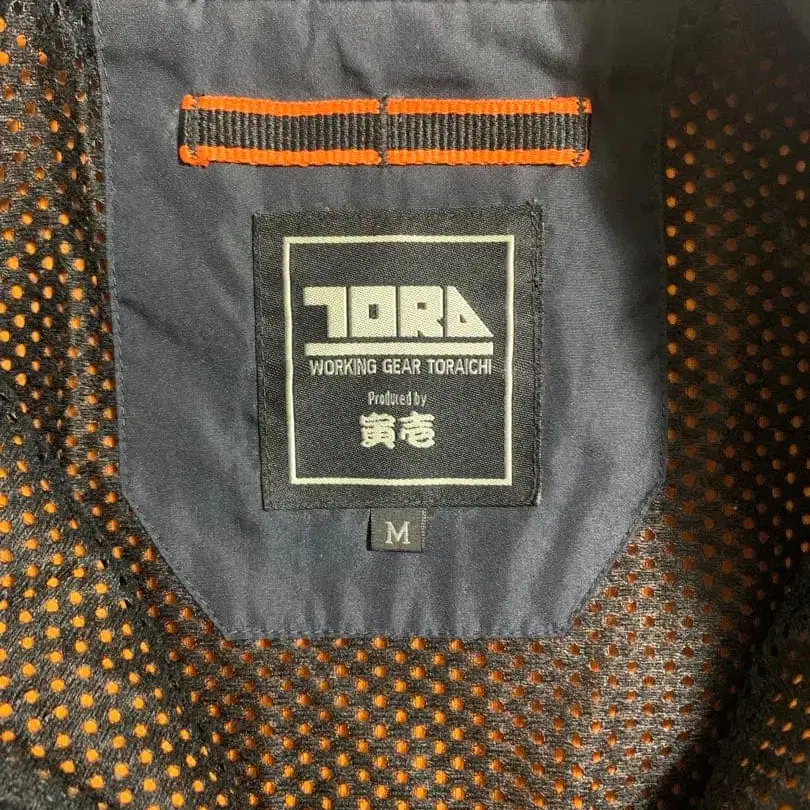 TORA
WORKING GEAR TORAICHI
Produced by
寅壱
M